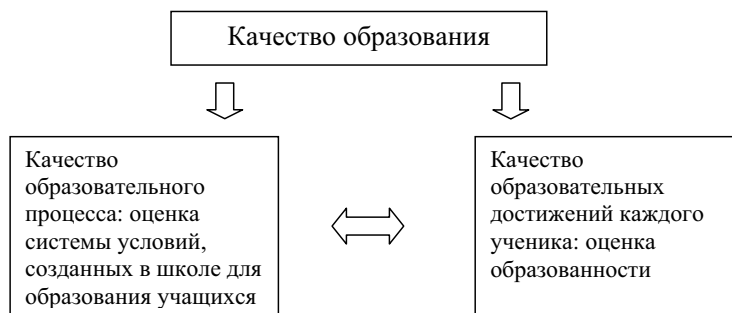 Качество образования
Качество
образовательного
процесса: оценка
системы условий,
созданных в школе для
образования учащихся
Качество
образовательных
достижений каждого
ученика: оценка
образованности